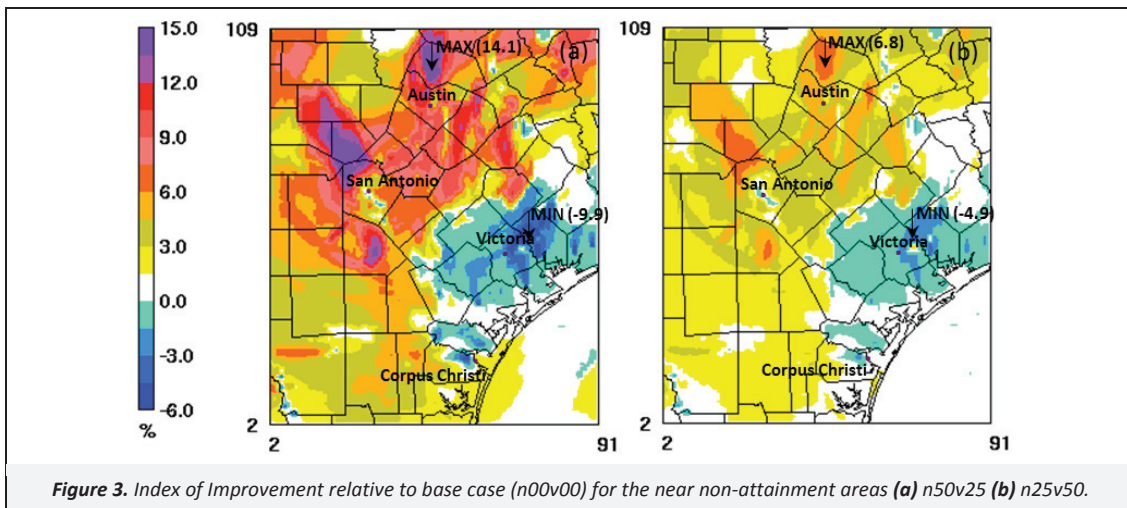 15.0
12.0
9.0
6.0
3.0
0.0
-3.0
-6.0
%
109
2
2
91
MAX (14.1)
(a)
Austin
San Antonio
MIN (-9.9)
Victoria
Corpus Christi
109
2
2
91
MAX (6.8)
(b)
Austin
San Antonio
MIN (-4.9)
Victoria
Corpus Christi
Figure 3. Index of Improvement relative to base case (n00v00) for the near non-attainment areas (a) n50v25 (b) n25v50.